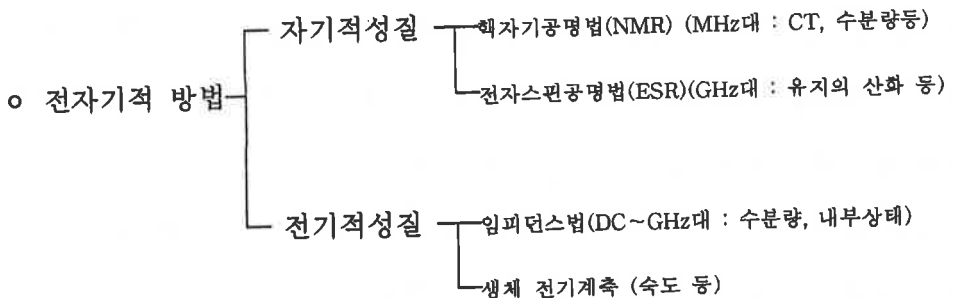 자기적성질 핵자기공명법(NMR) (MHz대 : CT, 수분량등)
전자스핀공명법(ESR)(GHz대 : 유지의 산화 등)
o 전자기적 방법
전기적성질 임피던스법(DC~GHz대 : 수분량, 내부상태)
생체 전기계측 (숙도 등)